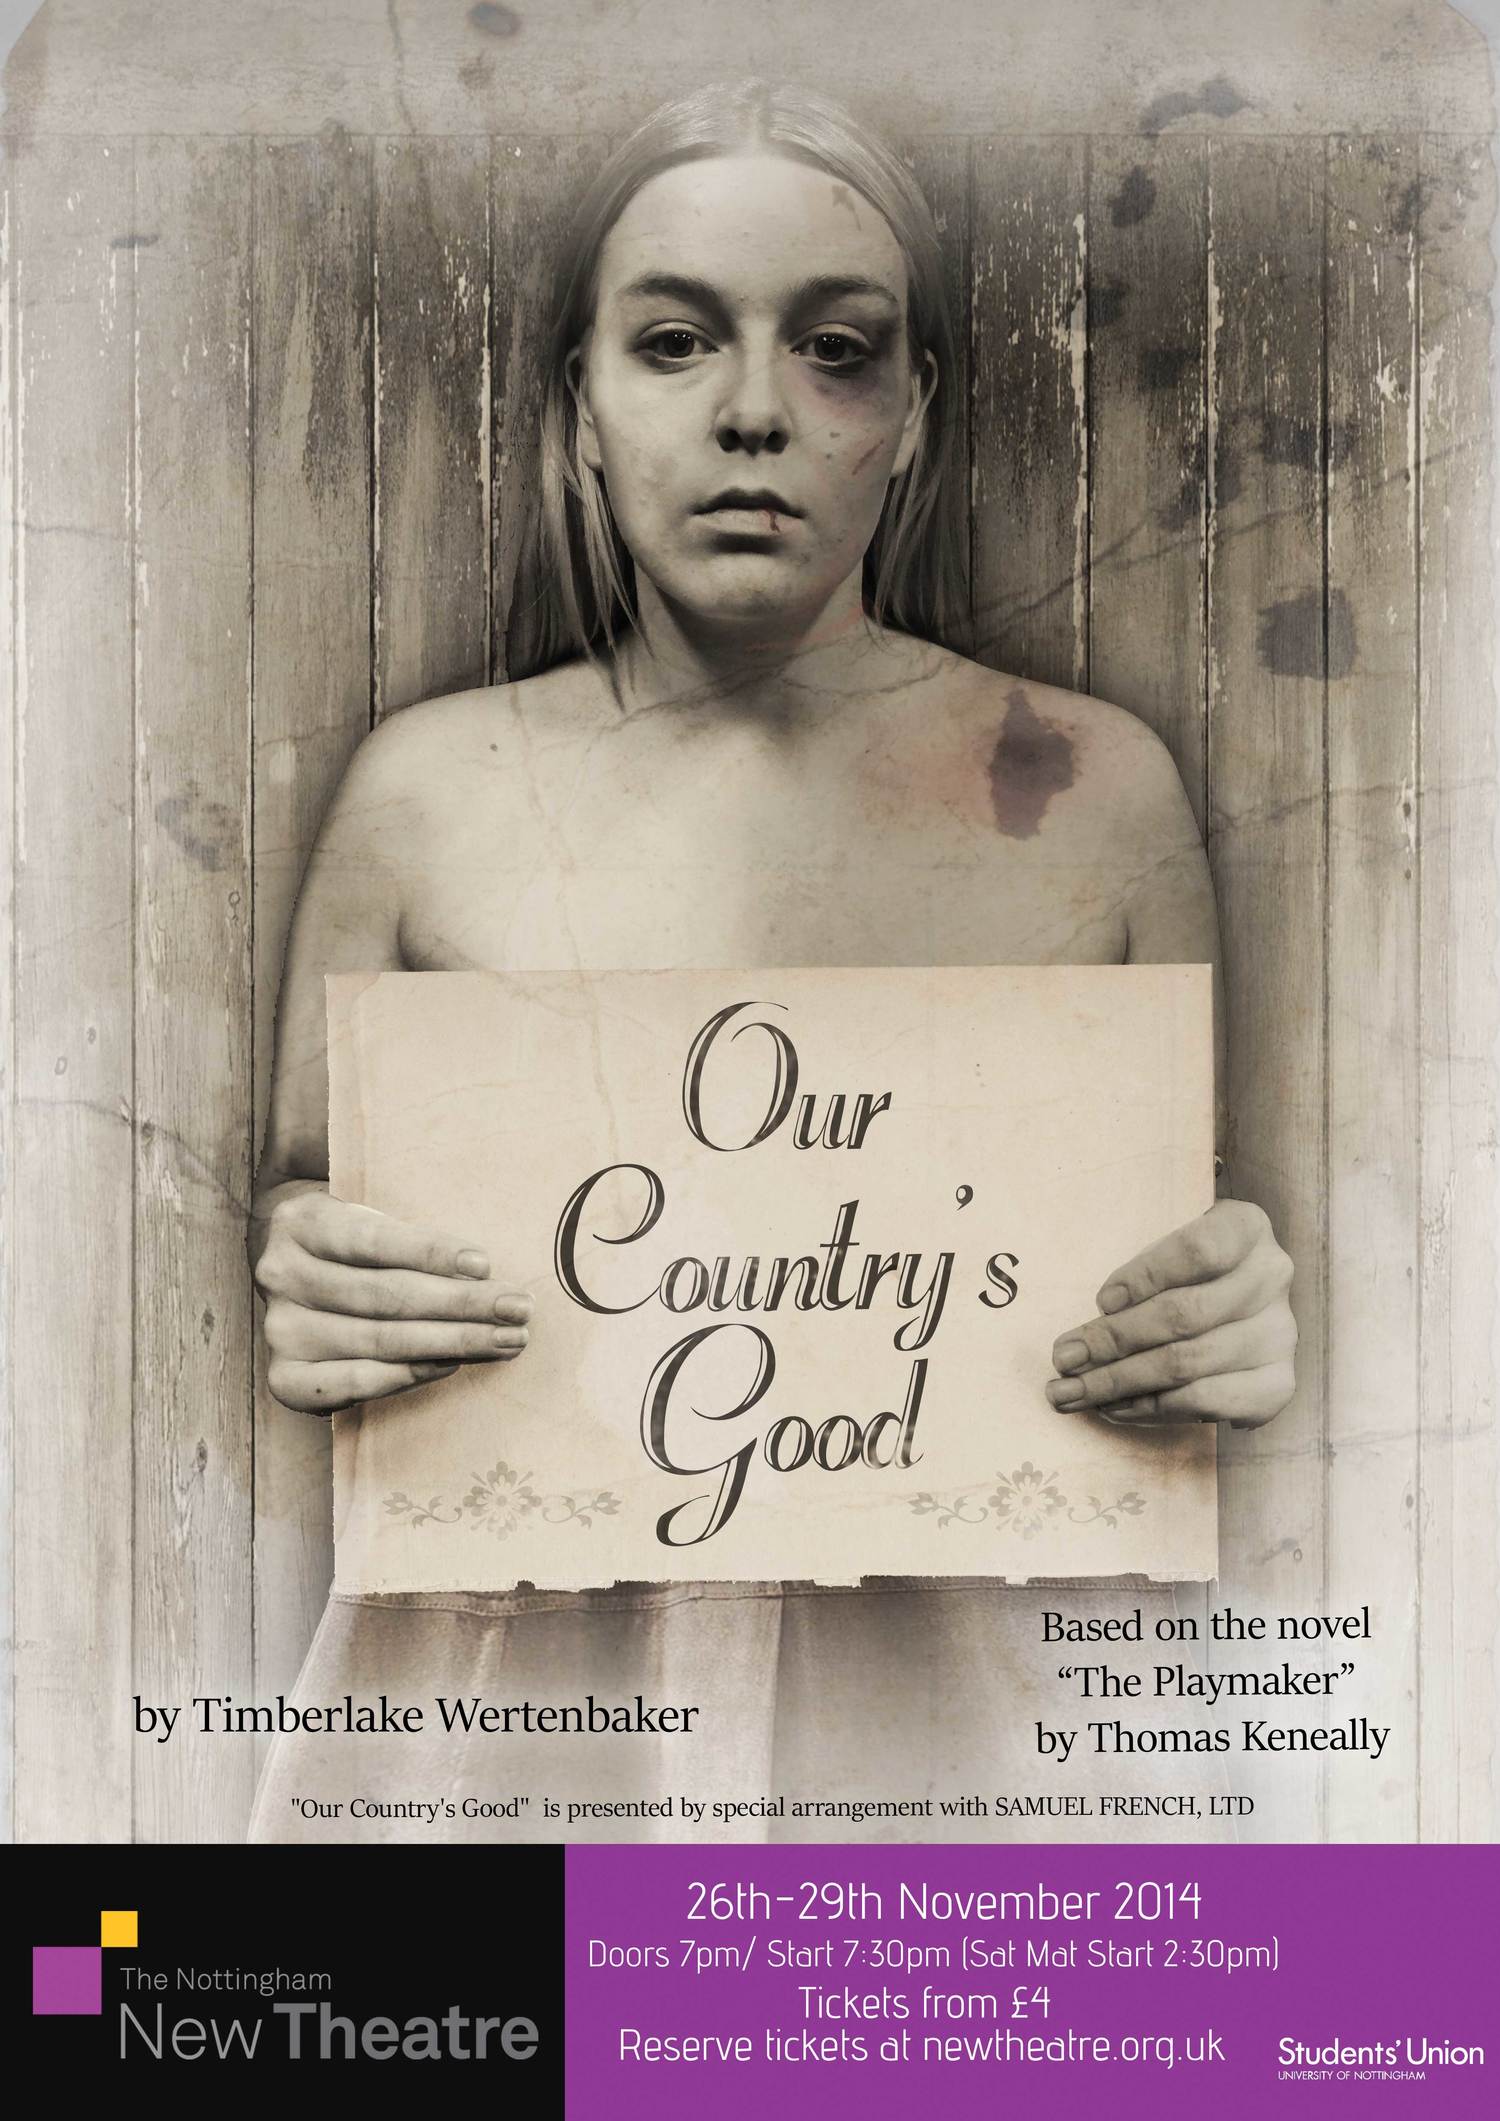 Our
Country's
Good
Based on the novel
“The Playmaker”
by Thomas Keneally
by Timberlake Wertenbaker
"Our Country's Good"  is presented by special arrangement with SAMUEL FRENCH, LTD
The Nottingham
New Theatre
26th-29th November 2014
Doors 7pm/ Start 7:30pm (Sat Mat Start 2:30pm)
Tickets from £4
Reserve tickets at newtheatre.org.uk
Students' Union
UNIVERSITY OF NOTTINGHAM